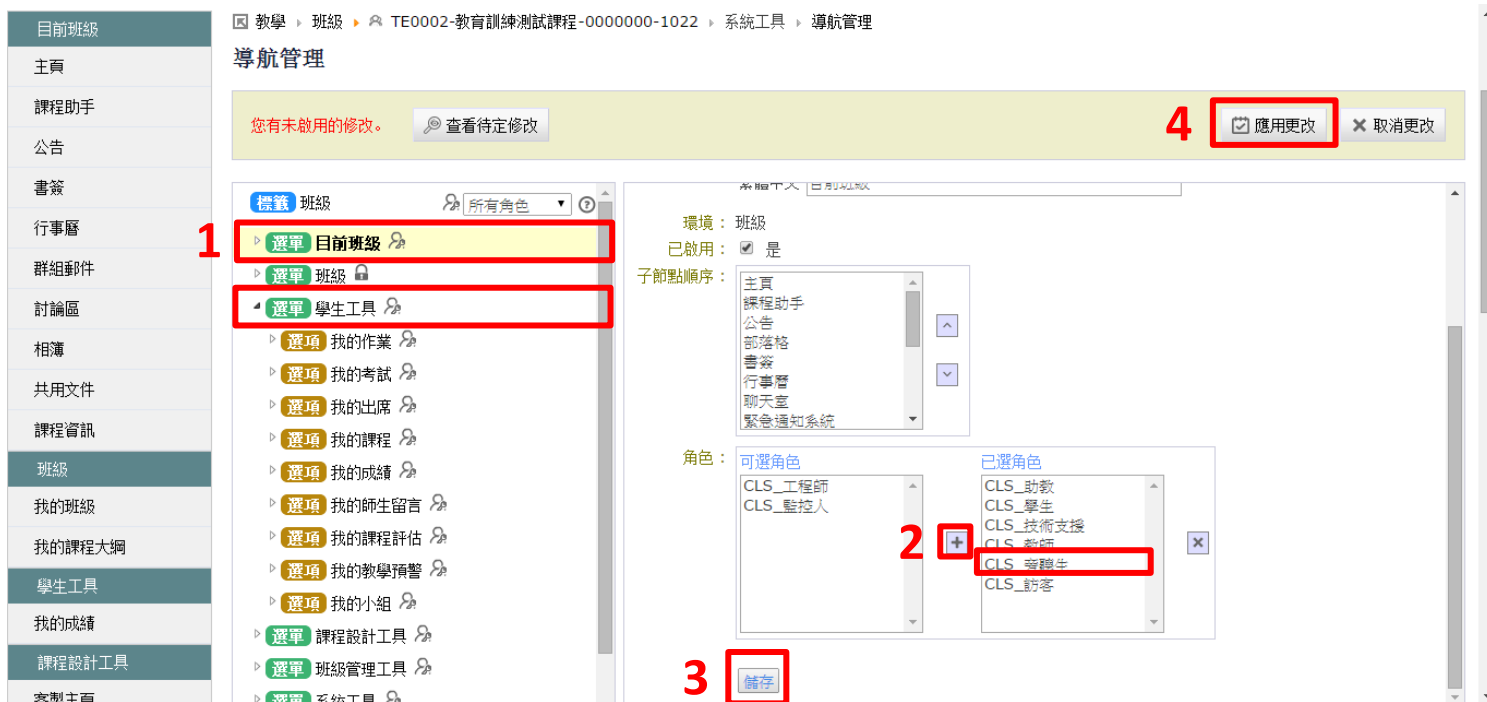 教學 › 班級 › TE0002-教育訓練測試課程-0000000-1022 › 系統工具 › 導航管理
導航管理
目前班級
主頁
課程助手
公告
書簽
行事曆
群組郵件
討論區
相簿
共用文件
課程資訊
班級
我的班級
我的課程大綱
學生工具
我的成績
課程設計工具
客製主頁
您有未啟用的修改。 查看待定修改 4 應用更改 取消更改
標籤 班級 所有角色
1 選單 目前班級
選單 班級
選單 學生工具
選項 我的作業
選項 我的考試
選項 我的出席
選項 我的課程
選項 我的成績
選項 我的師生留言
選項 我的課程評估
選項 我的教學預警
選項 我的小組
選單 課程設計工具
選單 班級管理工具
選單 系統工具
繁體中文 目前班級
環境： 班級
已啟用： 是
子節點順序：
主頁
課程助手
公告
部落格
書簽
行事曆
聊天室
緊急通知系統
角色：
可選角色
CLS_工程師
CLS_監控人
2 +
已選角色
CLS_助教
CLS_學生
CLS_技術支援
CLS_教師
CLS_旁聽生
CLS_訪客
3 儲存